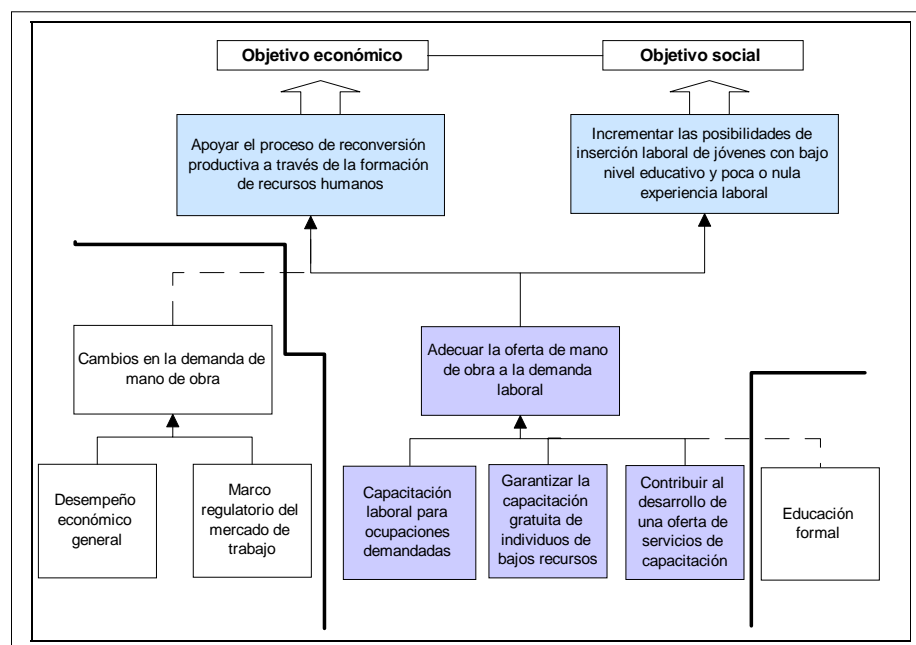 Objetivo económico
Objetivo social
Apoyar el proceso de reconversión
productiva a través de la formación
de recursos humanos
Incrementar las posibilidades de
inserción laboral de jóvenes con bajo
nivel educativo y poca o nula
experiencia laboral
Cambios en la demanda de
mano de obra
Adecuar la oferta de mano
de obra a la demanda
laboral
Desempeño
económico
general
Marco
regulatorio del
mercado de
trabajo
Capacitación
laboral para
ocupaciones
demandadas
Garantizar la
capacitación
gratuita de
individuos de
bajos recursos
Contribuir al
desarrollo de
una oferta de
servicios de
capacitación
Educación
formal